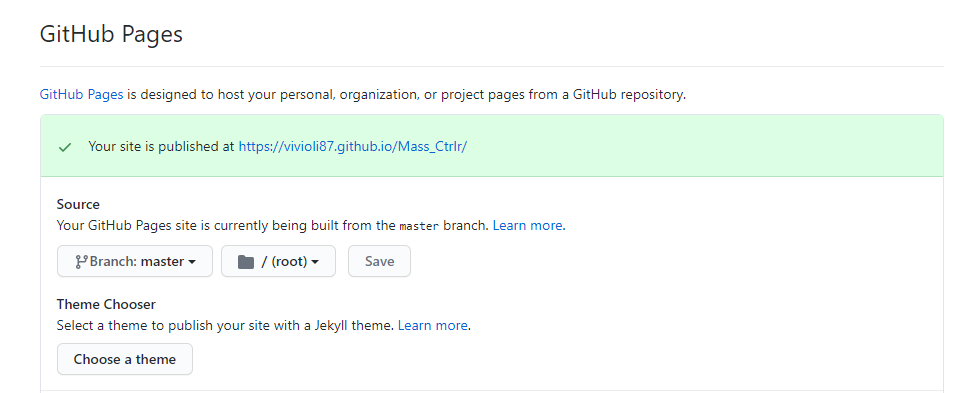 GitHub Pages
GitHub Pages is designed to host your personal, organization, or project pages from a GitHub repository.
Your site is published at https://vivioli87.github.io/Mass_Ctrlr/
Source
Your GitHub Pages site is currently being built from the master branch. Learn more.
Branch: master / (root) Save
Theme Chooser
Select a theme to publish your site with a Jekyll theme. Learn more.
Choose a theme